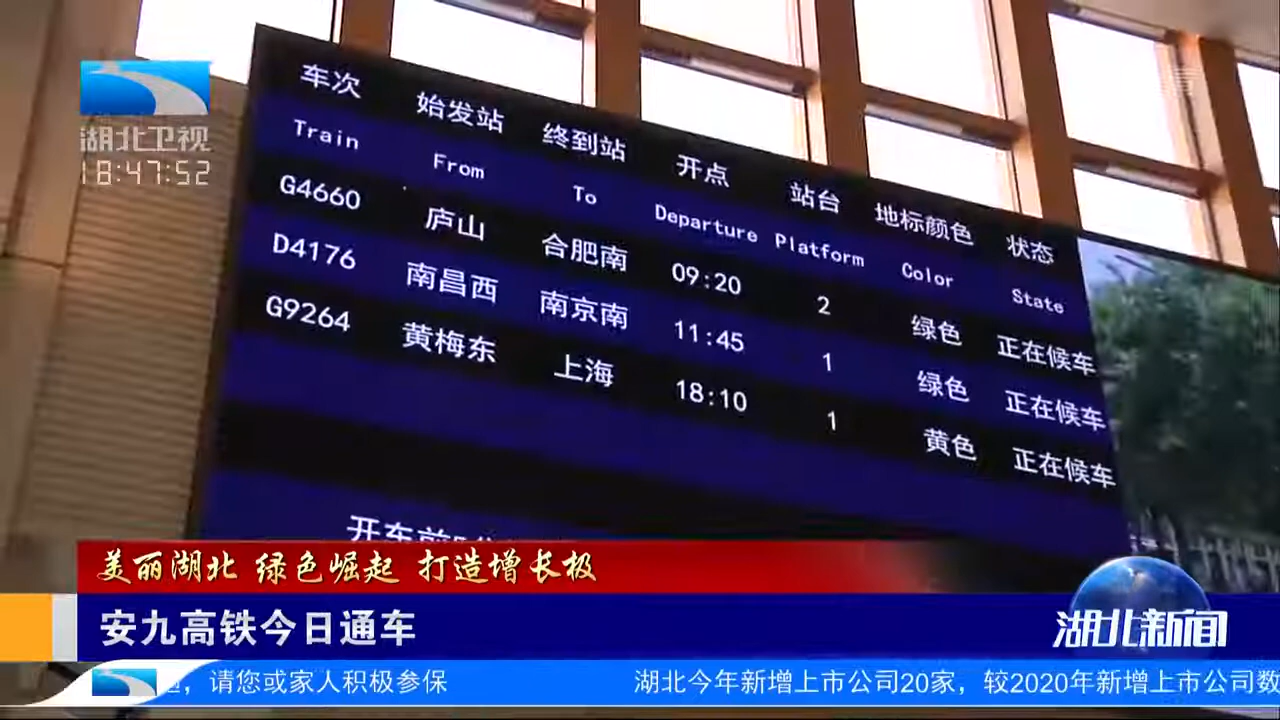 湖北卫视
18:47:52
车次 始发站 终到站 开点 站台 地标颜色 状态
Train From To Departure Platform Color State
G4660 庐山 合肥南 09:20 2 绿色 正在候车
D4176 南昌西 南京南 11:45 1 绿色 正在候车
G9264 黄梅东 上海 18:10 1 黄色 正在候车
开车前
美丽湖北 绿色崛起 打造增长极
安九高铁今日通车
湖北新闻
，请您或家人积极参保 湖北今年新增上市公司20家，较2020年新增上市公司数